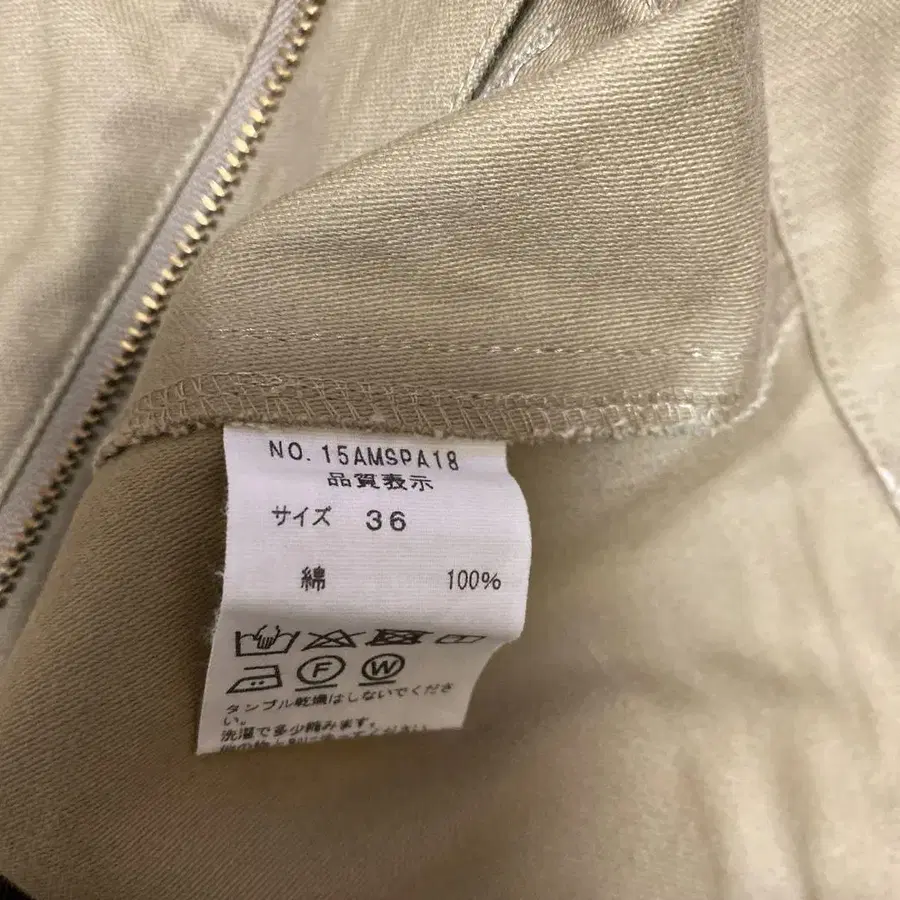 NO.15AMSPA18
品質表示
サイズ 36
綿 100%
F W
タンブル乾燥はしないでくださ
い。
洗濯で多少縮みます。